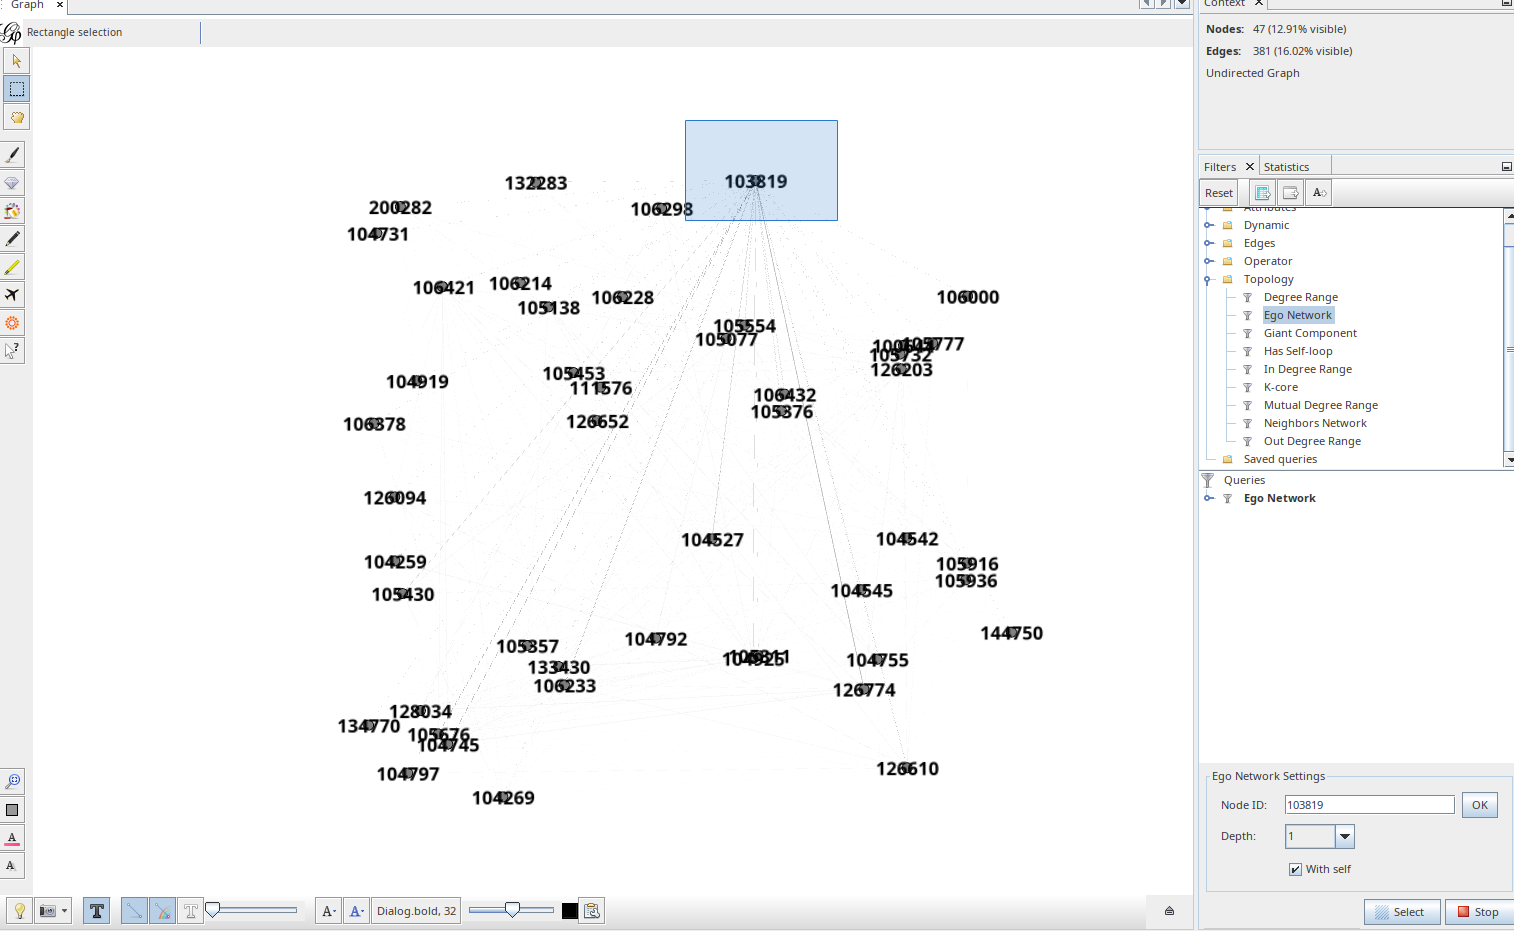 Graph
Context
Rectangle selection
Nodes: 47 (12.91% visible)
Edges: 381 (16.02% visible)
Undirected Graph
Filters
Statistics
Reset
Attributes
Dynamic
Edges
Operator
Topology
Degree Range
Ego Network
Giant Component
Has Self-loop
In Degree Range
K-core
Mutual Degree Range
Neighbors Network
Out Degree Range
Saved queries
Queries
Ego Network
Ego Network Settings
Node ID: 103819 OK
Depth: 1
With self
Select
Stop
132283
103819
200282
106298
104731
106421
106214
105138
106228
106000
105554
105077
105777
105732
126203
104919
105453
111576
106432
105376
106378
126652
126094
104527
104542
104259
105916
105936
105430
104545
144750
105357
104792
133430
106233
104925
104755
126774
128034
134770
105676
104745
104797
126610
104269
T
T
A
A
Dialog.bold, 32
A
A